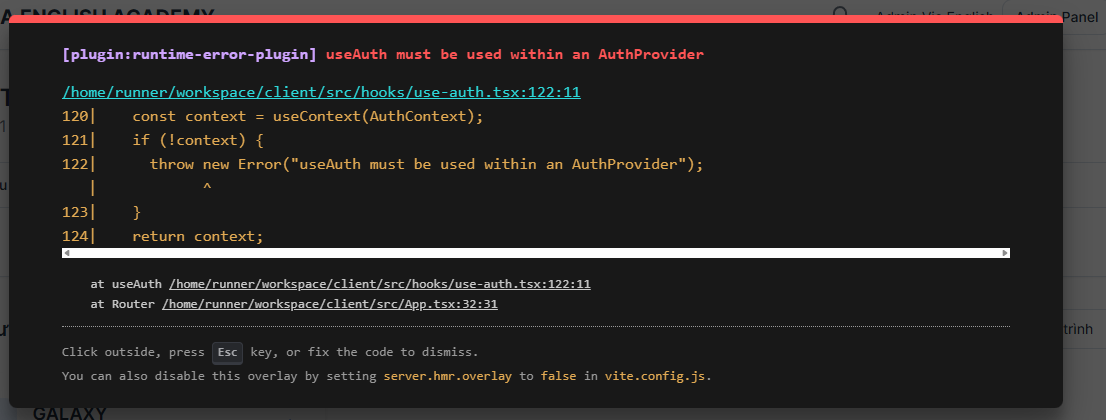 A ENGLISH ACADEMY
Admin Vic English
Admin Panel
[plugin:runtime-error-plugin] useAuth must be used within an AuthProvider
/home/runner/workspace/client/src/hooks/use-auth.tsx:122:11
120|    const context = useContext(AuthContext);
121|    if (!context) {
122|      throw new Error("useAuth must be used within an AuthProvider");
|            ^
123|    }
124|    return context;
at useAuth /home/runner/workspace/client/src/hooks/use-auth.tsx:122:11
at Router /home/runner/workspace/client/src/App.tsx:32:31
trình
Click outside, press Esc key, or fix the code to dismiss.
You can also disable this overlay by setting server.hmr.overlay to false in vite.config.js.
GALAXY